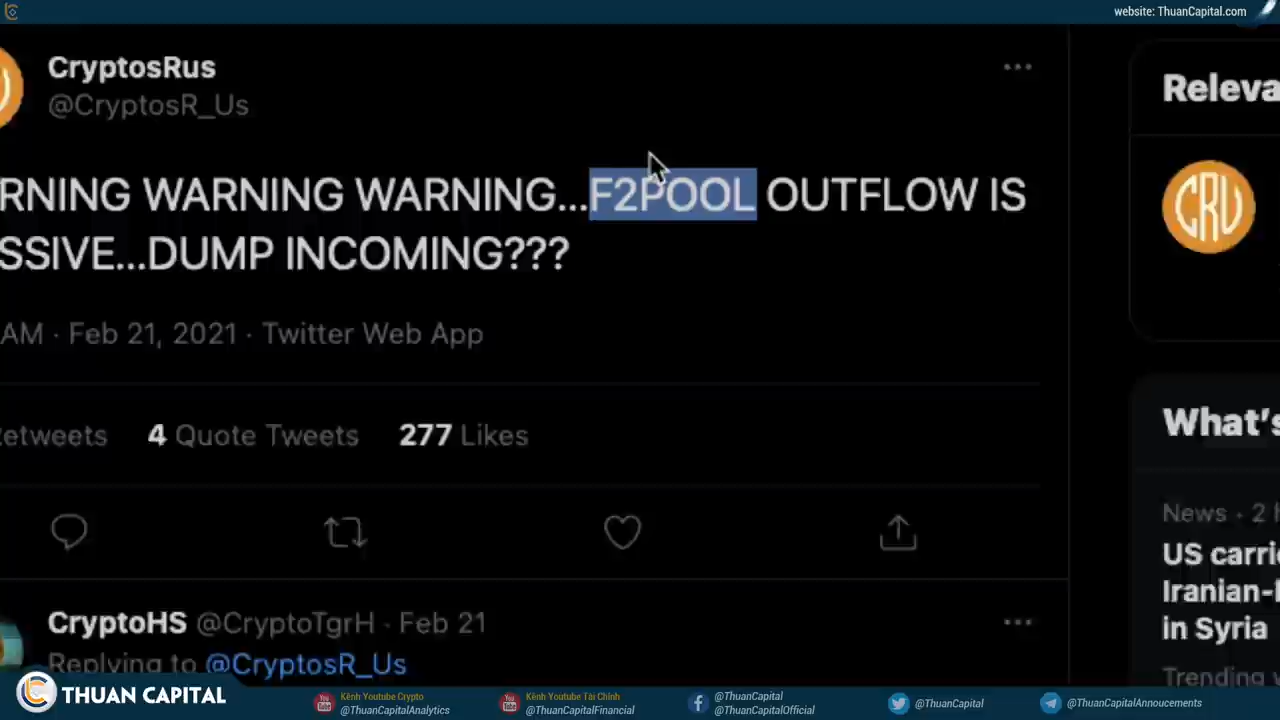 website: ThuanCapital.com
CryptosRus
@CryptosR_Us
RNING WARNING WARNING...F2POOL OUTFLOW IS
SSIVE...DUMP INCOMING???
AM · Feb 21, 2021 · Twitter Web App
etweets 4 Quote Tweets 277 Likes
CryptoHS @CryptoTgrH · Feb 21
Replying to @CryptosR_Us
Releva
CRU
What's
News · 2 h
US carrie
Iranian-
in Syria
Trending
THUAN CAPITAL
Kênh Youtube Crypto
@ThuanCapitalAnalytics
Kênh Youtube Tài Chính
@ThuanCapitalFinancial
@ThuanCapital
@ThuanCapitalOfficial
@ThuanCapital
@ThuanCapitalAnnoucements